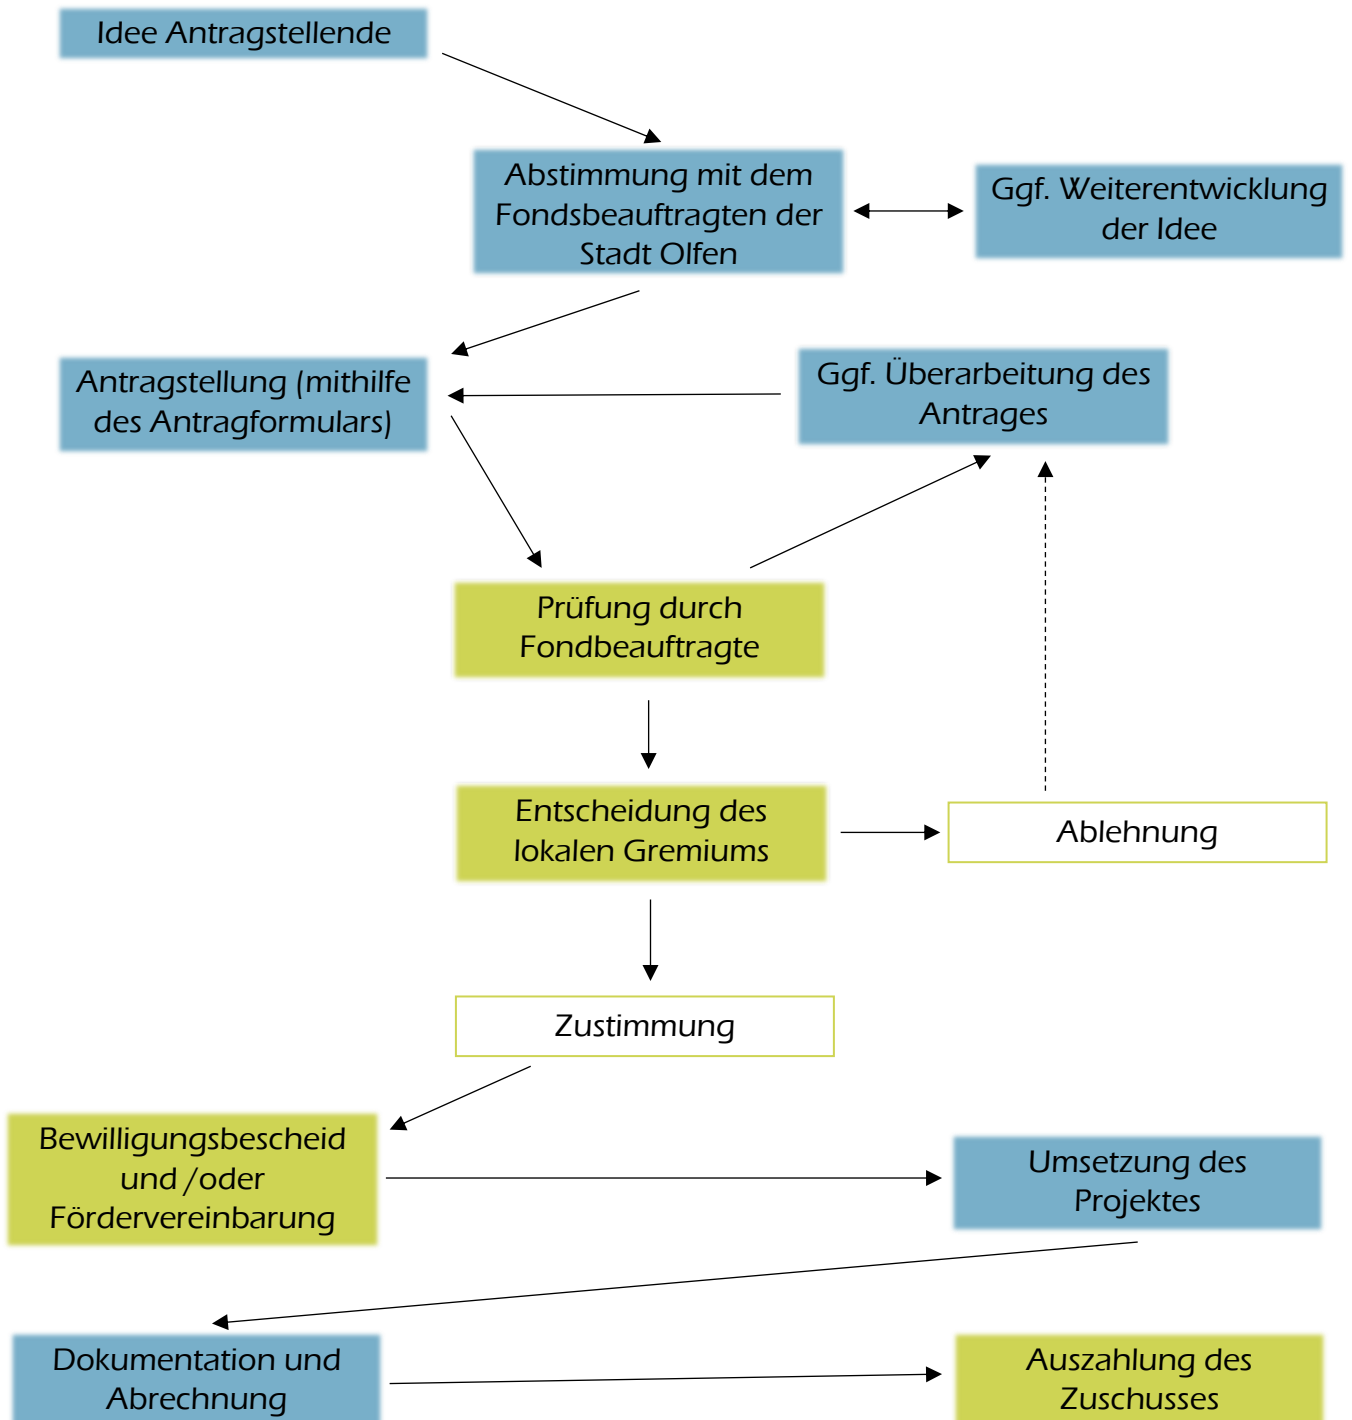 Idee Antragstellende
Abstimmung mit dem
Fondsbeauftragten der
Stadt Olfen
Ggf. Weiterentwicklung
der Idee
Antragstellung (mithilfe
des Antragformulars)
Ggf. Überarbeitung des
Antrages
Prüfung durch
Fondbeauftragte
Entscheidung des
lokalen Gremiums
Ablehnung
Zustimmung
Bewilligungsbescheid
und /oder
Fördervereinbarung
Umsetzung des
Projektes
Dokumentation und
Abrechnung
Auszahlung des
Zuschusses